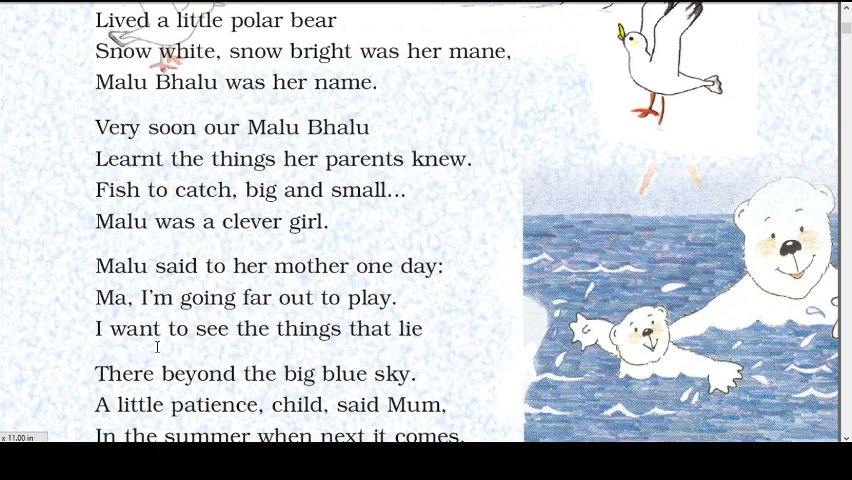 Lived a little polar bear
Snow white, snow bright was her mane,
Malu Bhalu was her name.
Very soon our Malu Bhalu
Learnt the things her parents knew.
Fish to catch, big and small...
Malu was a clever girl.
Malu said to her mother one day:
Ma, I'm going far out to play.
I want to see the things that lie
There beyond the big blue sky.
A little patience, child, said Mum,
In the summer when next it comes,
x 11.00 in